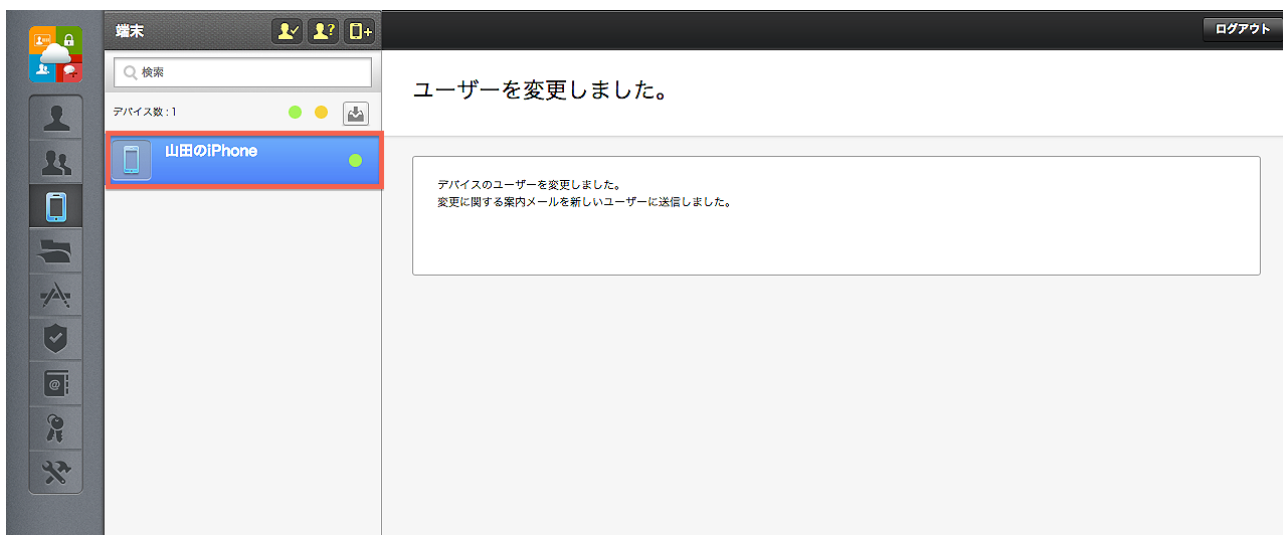 端末
ログアウト
検索
デバイス数 : 1
山田のiPhone
ユーザーを変更しました。
デバイスのユーザーを変更しました。
変更に関する案内メールを新しいユーザーに送信しました。